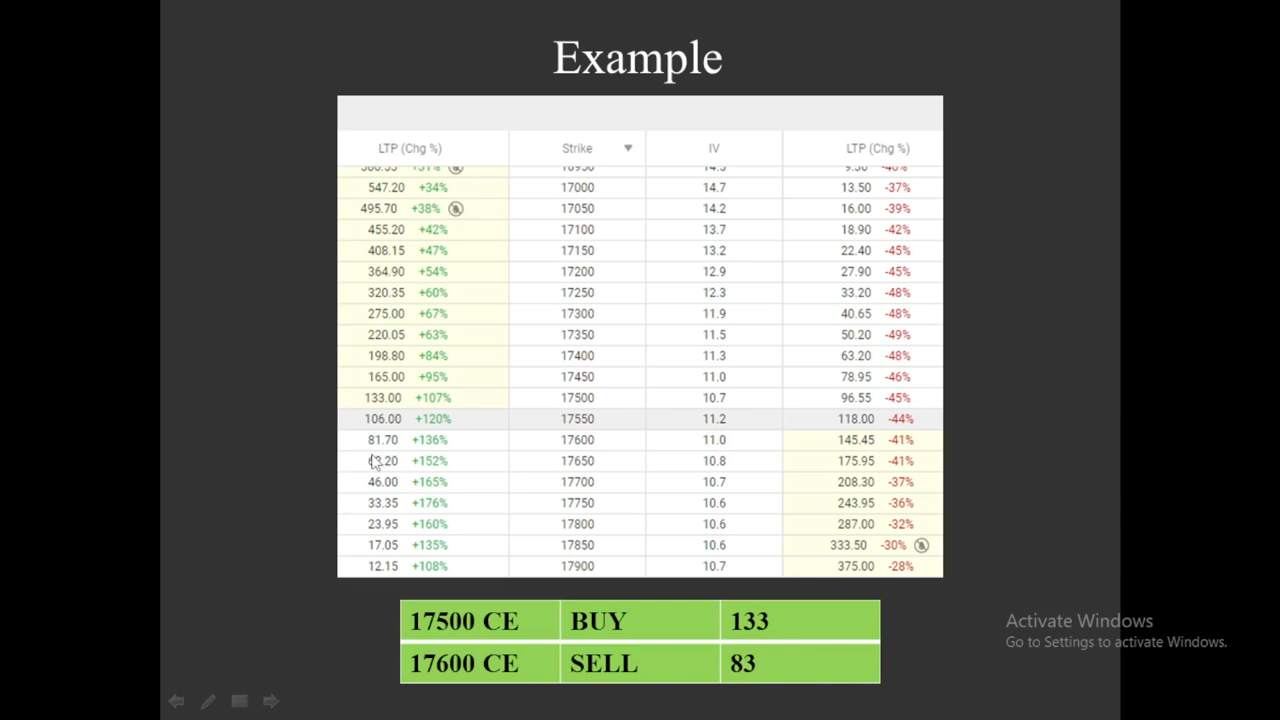 Example
LTP (Chg %) Strike IV LTP (Chg %)
547.20 +34% 17000 14.7 13.50 -37%
495.70 +38% 17050 14.2 16.00 -39%
455.20 +42% 17100 13.7 18.90 -42%
408.15 +47% 17150 13.2 22.40 -45%
364.90 +54% 17200 12.9 27.90 -45%
320.35 +60% 17250 12.3 33.20 -48%
275.00 +67% 17300 11.9 40.65 -48%
220.05 +63% 17350 11.5 50.20 -49%
198.80 +84% 17400 11.3 63.20 -48%
165.00 +95% 17450 11.0 78.95 -46%
133.00 +107% 17500 10.7 96.55 -45%
106.00 +120% 17550 11.2 118.00 -44%
81.70 +136% 17600 11.0 145.45 -41%
+152% 17650 10.8 175.95 -41%
46.00 +165% 17700 10.7 208.30 -37%
33.35 +176% 17750 10.6 243.95 -36%
23.95 +160% 17800 10.6 287.00 -32%
17.05 +135% 17850 10.6 333.50 -30%
12.15 +108% 17900 10.7 375.00 -28%
17500 CE BUY 133
17600 CE SELL 83
Activate Windows
Go to Settings to activate Windows.